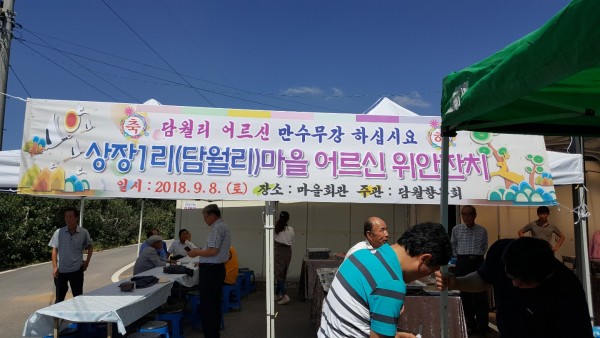 축 담월리 어르신 만수무강 하십시요
상장1리(담월리)마을 어르신 위안잔치
일시 : 2018.9.8.(토) 장소 : 마을회관 주관 : 담월향우회